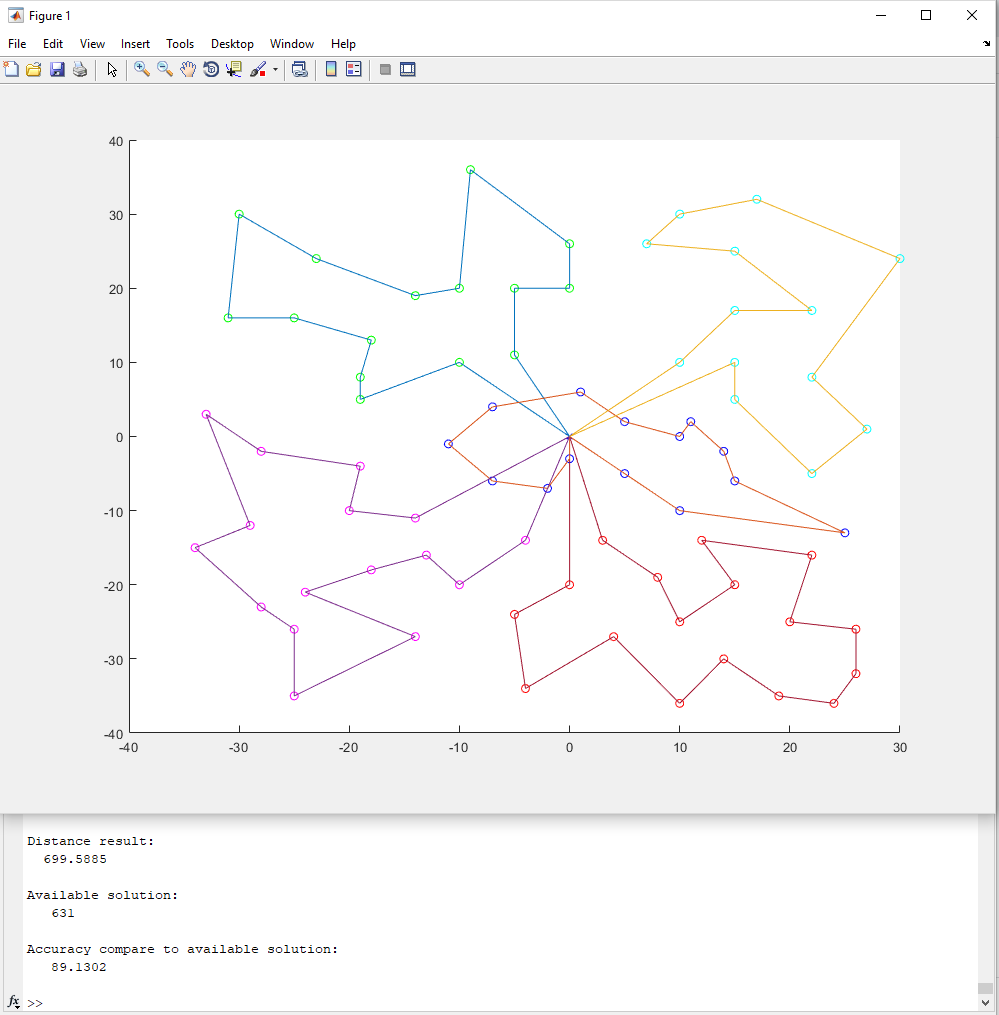 Figure 1
File Edit View Insert Tools Desktop Window Help
40
30
20
10
0
-10
-20
-30
-40
-40 -30 -20 -10 0 10 20 30
Distance result:
699.5885
Available solution:
631
Accuracy compare to available solution:
89.1302
fx >>